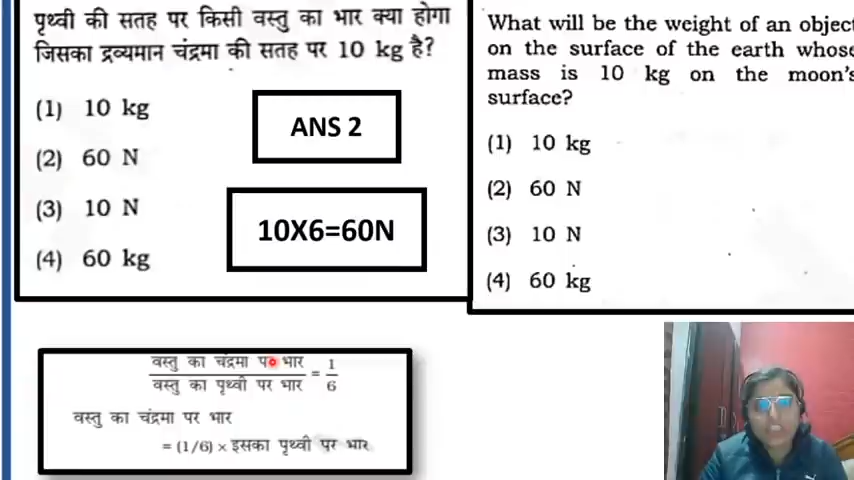 पृथ्वी की सतह पर किसी वस्तु का भार क्या होगा
जिसका द्रव्यमान चंद्रमा की सतह पर 10 kg है?
(1) 10 kg
(2) 60 N
(3) 10 N
(4) 60 kg
ANS 2
10X6=60N
What will be the weight of an object
on the surface of the earth whose
mass is 10 kg on the moon's
surface?
(1) 10 kg
(2) 60 N
(3) 10 N
(4) 60 kg
वस्तु का चंद्रमा पर भार
वस्तु का पृथ्वी पर भार
= 1
6
वस्तु का चंद्रमा पर भार
= (1/6) × इसका पृथ्वी पर भार